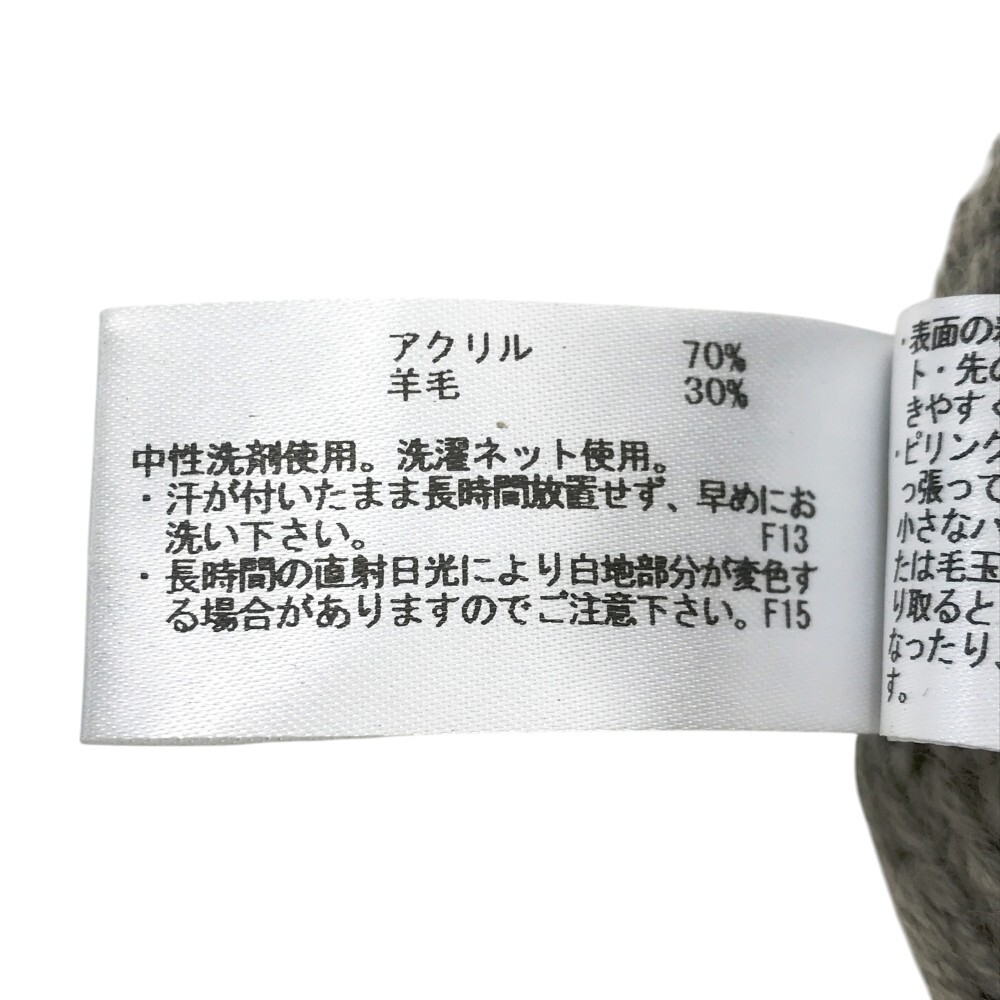 アクリル 70%
羊毛 30%
中性洗剤使用。洗濯ネット使用。
・汗が付いたまま長時間放置せず、早めにお
洗い下さい。 F13
・長時間の直射日光により白地部分が変色す
る場合がありますのでご注意下さい。F15
・表面の
ト・先の
きやすく
・ピリング
っ張って
小さなハ
たは毛玉
り取ると
なったり、
す。